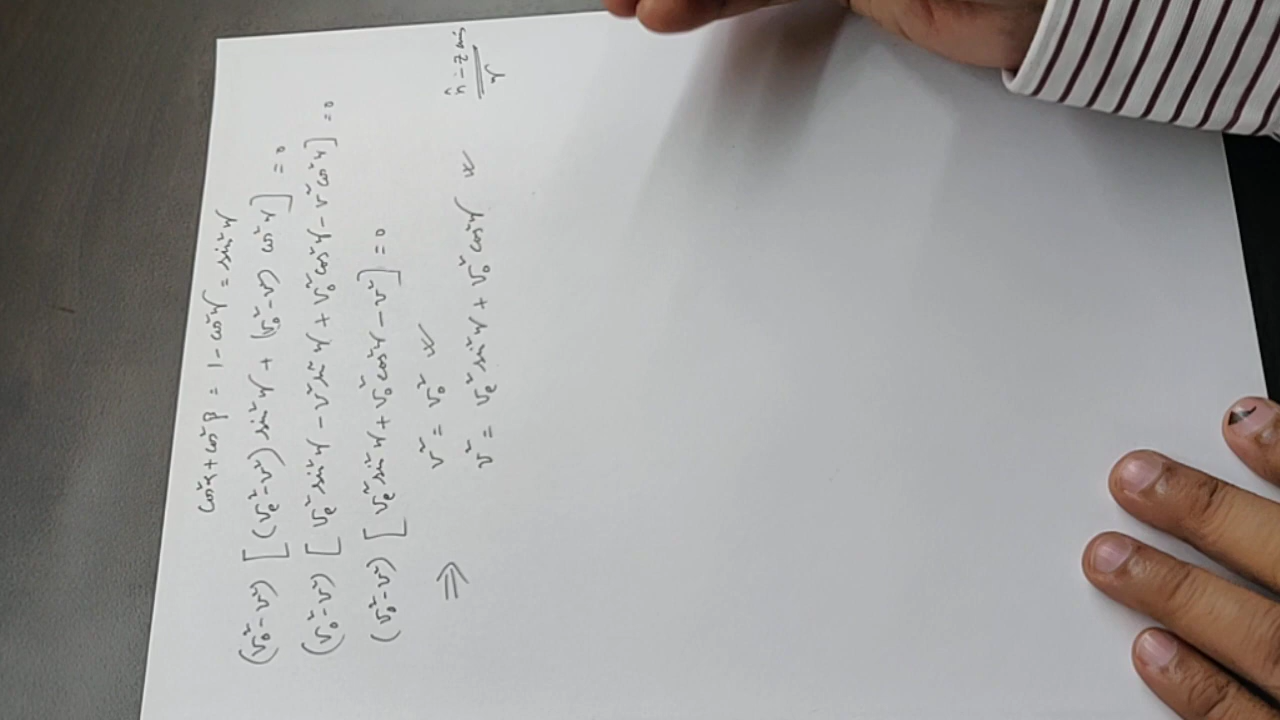 cos²α + cos²β = 1 - cos²γ = sin²γ
(v₀² - v²) [ (vₑ² - v²) sin²γ + (v₀² - v²) cos²γ ] = 0
(v₀² - v²) [ vₑ² sin²γ - v² sin²γ + v₀² cos²γ - v² cos²γ ] = 0
(v₀² - v²) [ vₑ² sin²γ + v₀² cos²γ - v² ] = 0
⇒ v² = v₀²
v² = vₑ² sin²γ + v₀² cos²γ